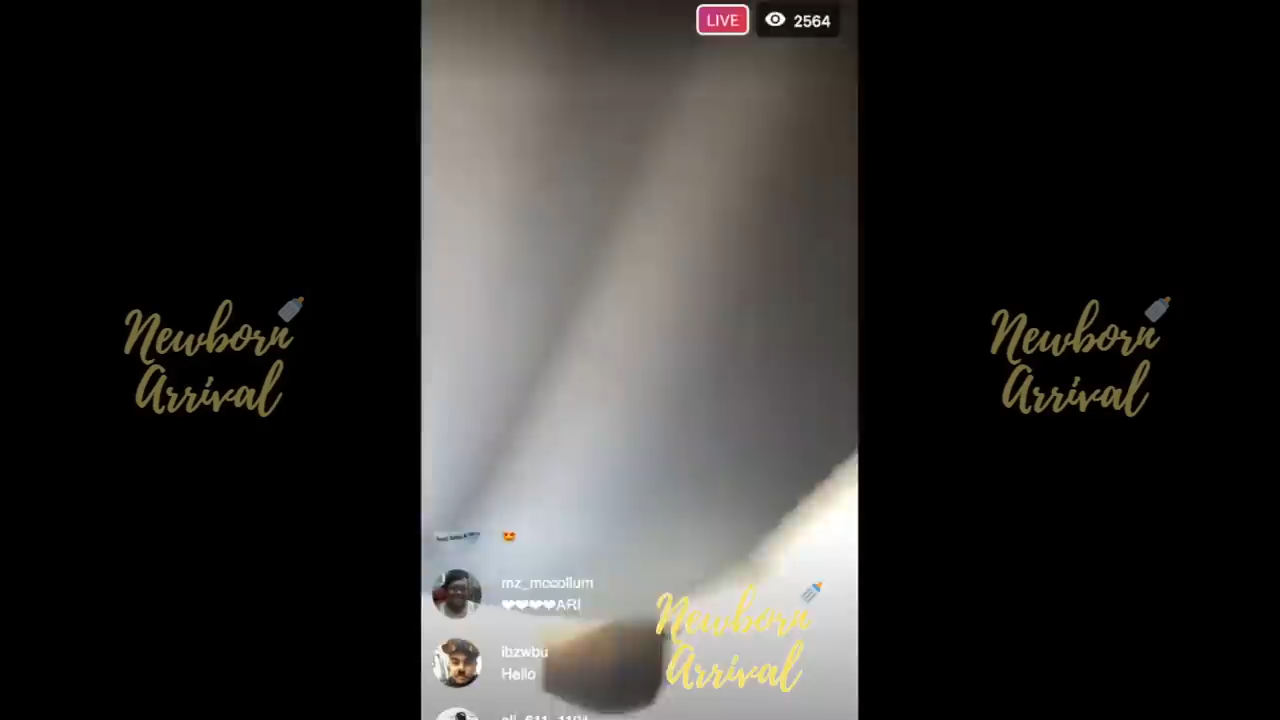 LIVE 2564
Newborn
Arrival
Newborn
Arrival
mz_mccollum
❤❤❤❤ARI
ibzwbu
Hello
Newborn
Arrival